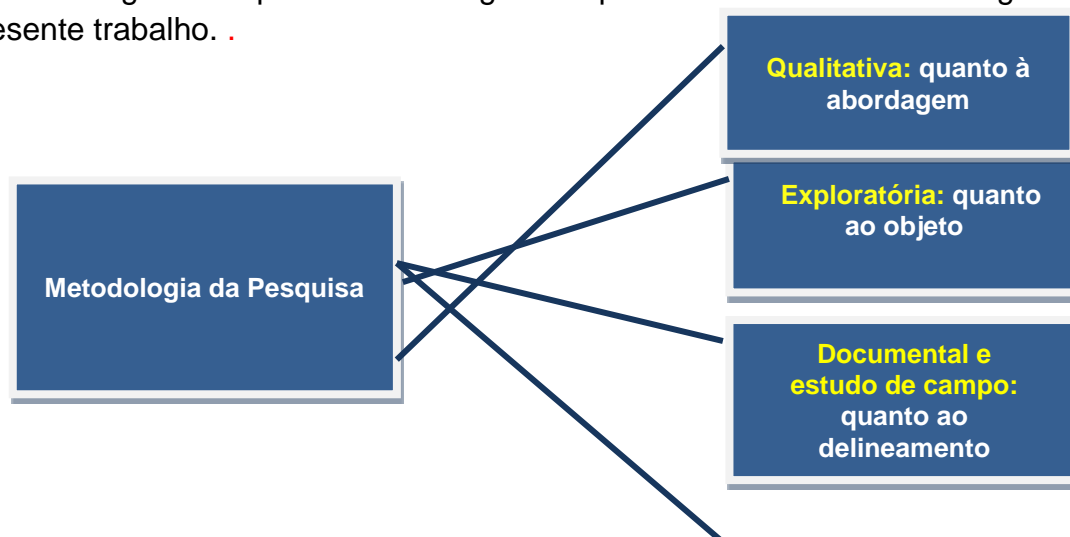 esente trabalho. .
Qualitativa: quanto à
abordagem
Exploratória: quanto
ao objeto
Metodologia da Pesquisa
Documental e
estudo de campo:
quanto ao
delineamento